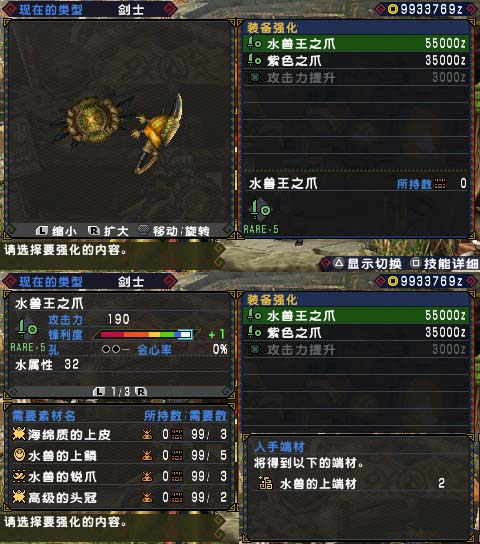 现在的类型 剑士
9933769z
装备强化
水兽王之爪 55000z
紫色之爪 35000z
攻击力提升 3000z
水兽王之爪 所持数 0
RARE-5
L 缩小 R 扩大 移动/旋转
请选择要强化的内容。
△显示切换 □技能详细
现在的类型 剑士
9933769z
水兽王之爪
攻击力 190
锋利度 +1
RARE-5 孔 ○○— 会心率 0%
水属性 32
L 1/3 R
装备强化
水兽王之爪 55000z
紫色之爪 35000z
攻击力提升 3000z
需要素材名 所持数/需要数
海绵质的上皮 0 99/ 3
水兽的上鳞 0 99/ 5
水兽的锐爪 0 99/ 3
高级的头冠 0 99/ 2
入手端材
将得到以下的端材。
水兽的上端材 2
请选择要强化的内容。